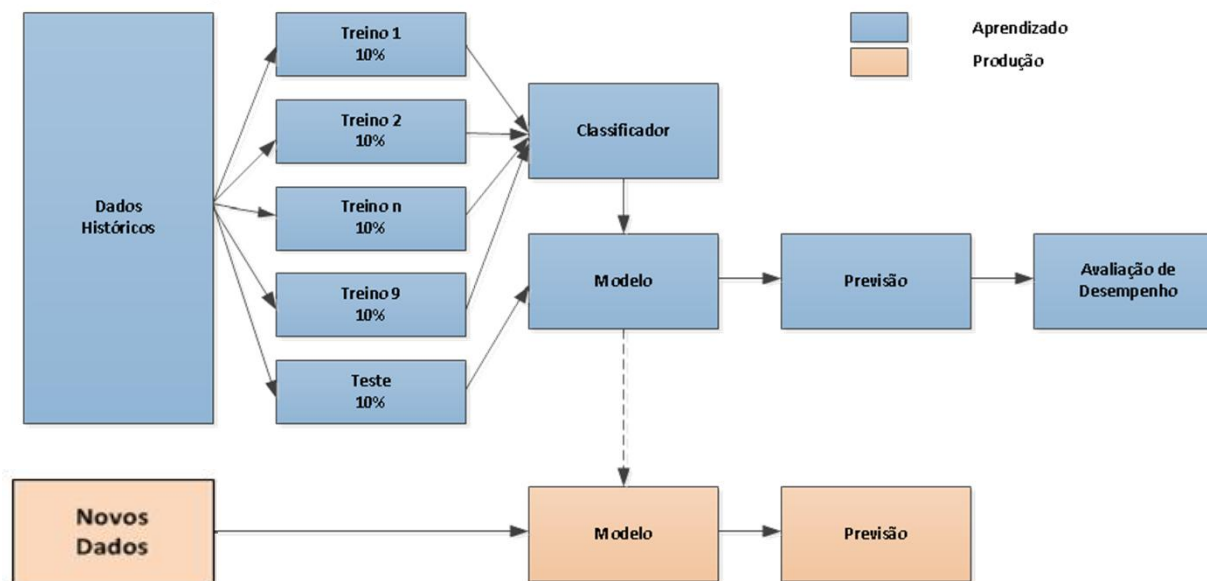 Dados
Históricos
Treino 1
10%
Treino 2
10%
Treino n
10%
Treino 9
10%
Teste
10%
Classificador
Modelo
Previsão
Avaliação de
Desempenho
Aprendizado
Produção
Novos
Dados
Modelo
Previsão